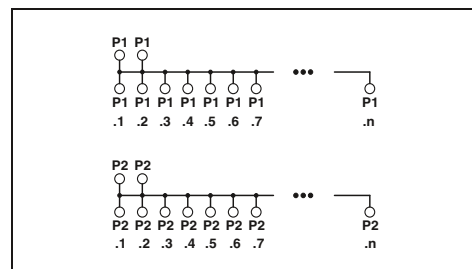 P1 P1
•••
P1 P1 P1 P1 P1 P1 P1 P1
.1 .2 .3 .4 .5 .6 .7 .n
P2 P2
•••
P2 P2 P2 P2 P2 P2 P2 P2
.1 .2 .3 .4 .5 .6 .7 .n